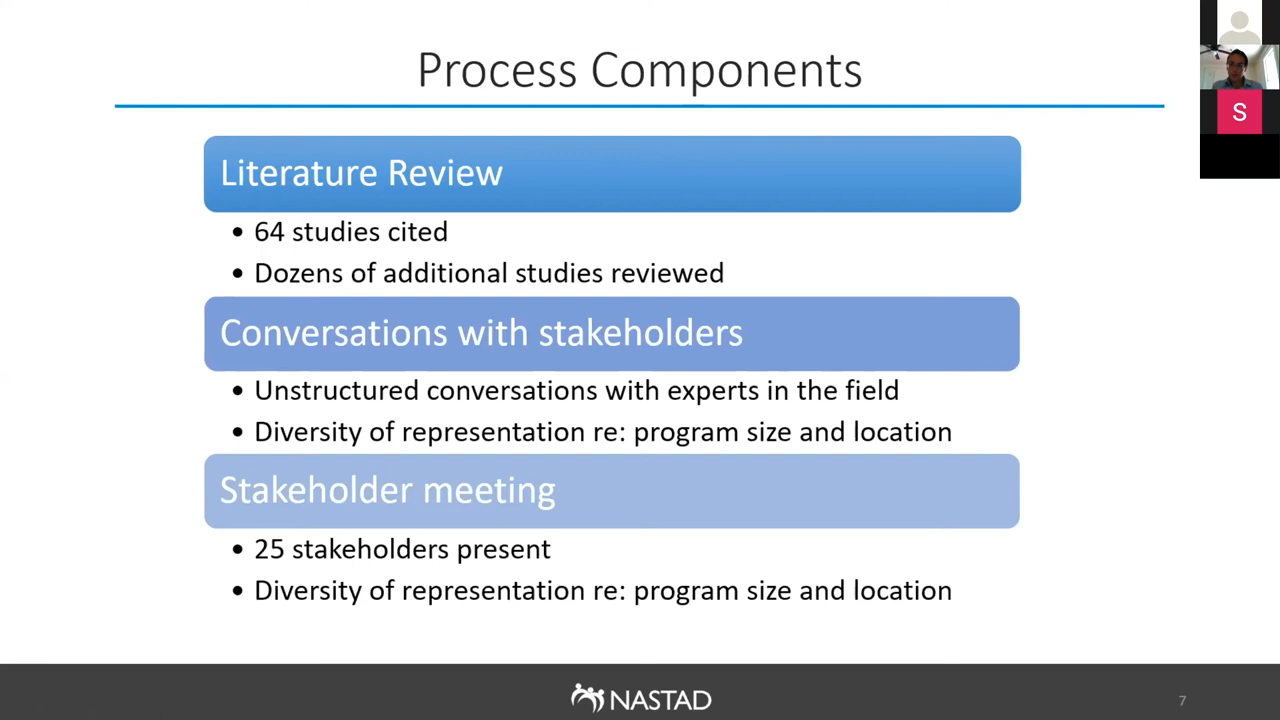 Process Components
S
Literature Review
• 64 studies cited
• Dozens of additional studies reviewed
Conversations with stakeholders
• Unstructured conversations with experts in the field
• Diversity of representation re: program size and location
Stakeholder meeting
• 25 stakeholders present
• Diversity of representation re: program size and location
NASTAD
7